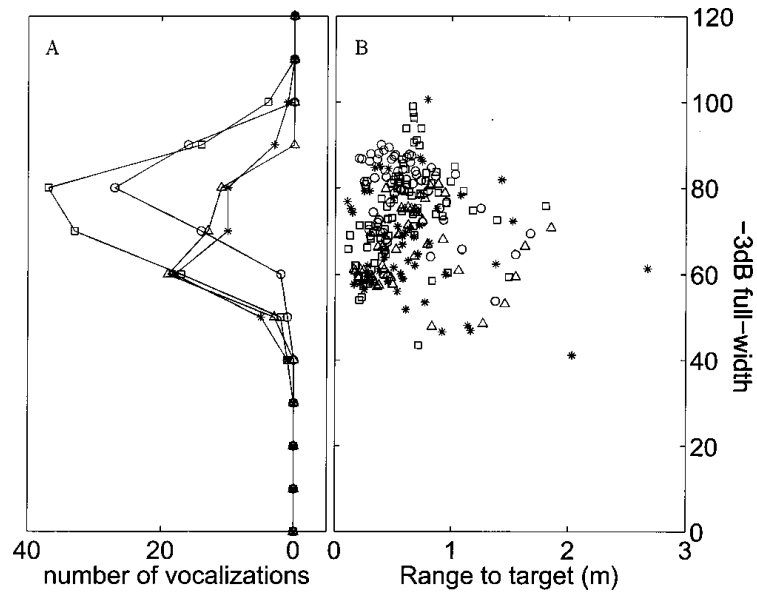 A
B
120
100
80
60
40
20
0
-3dB full-width
40 20 0
0 1 2 3
number of vocalizations
Range to target (m)